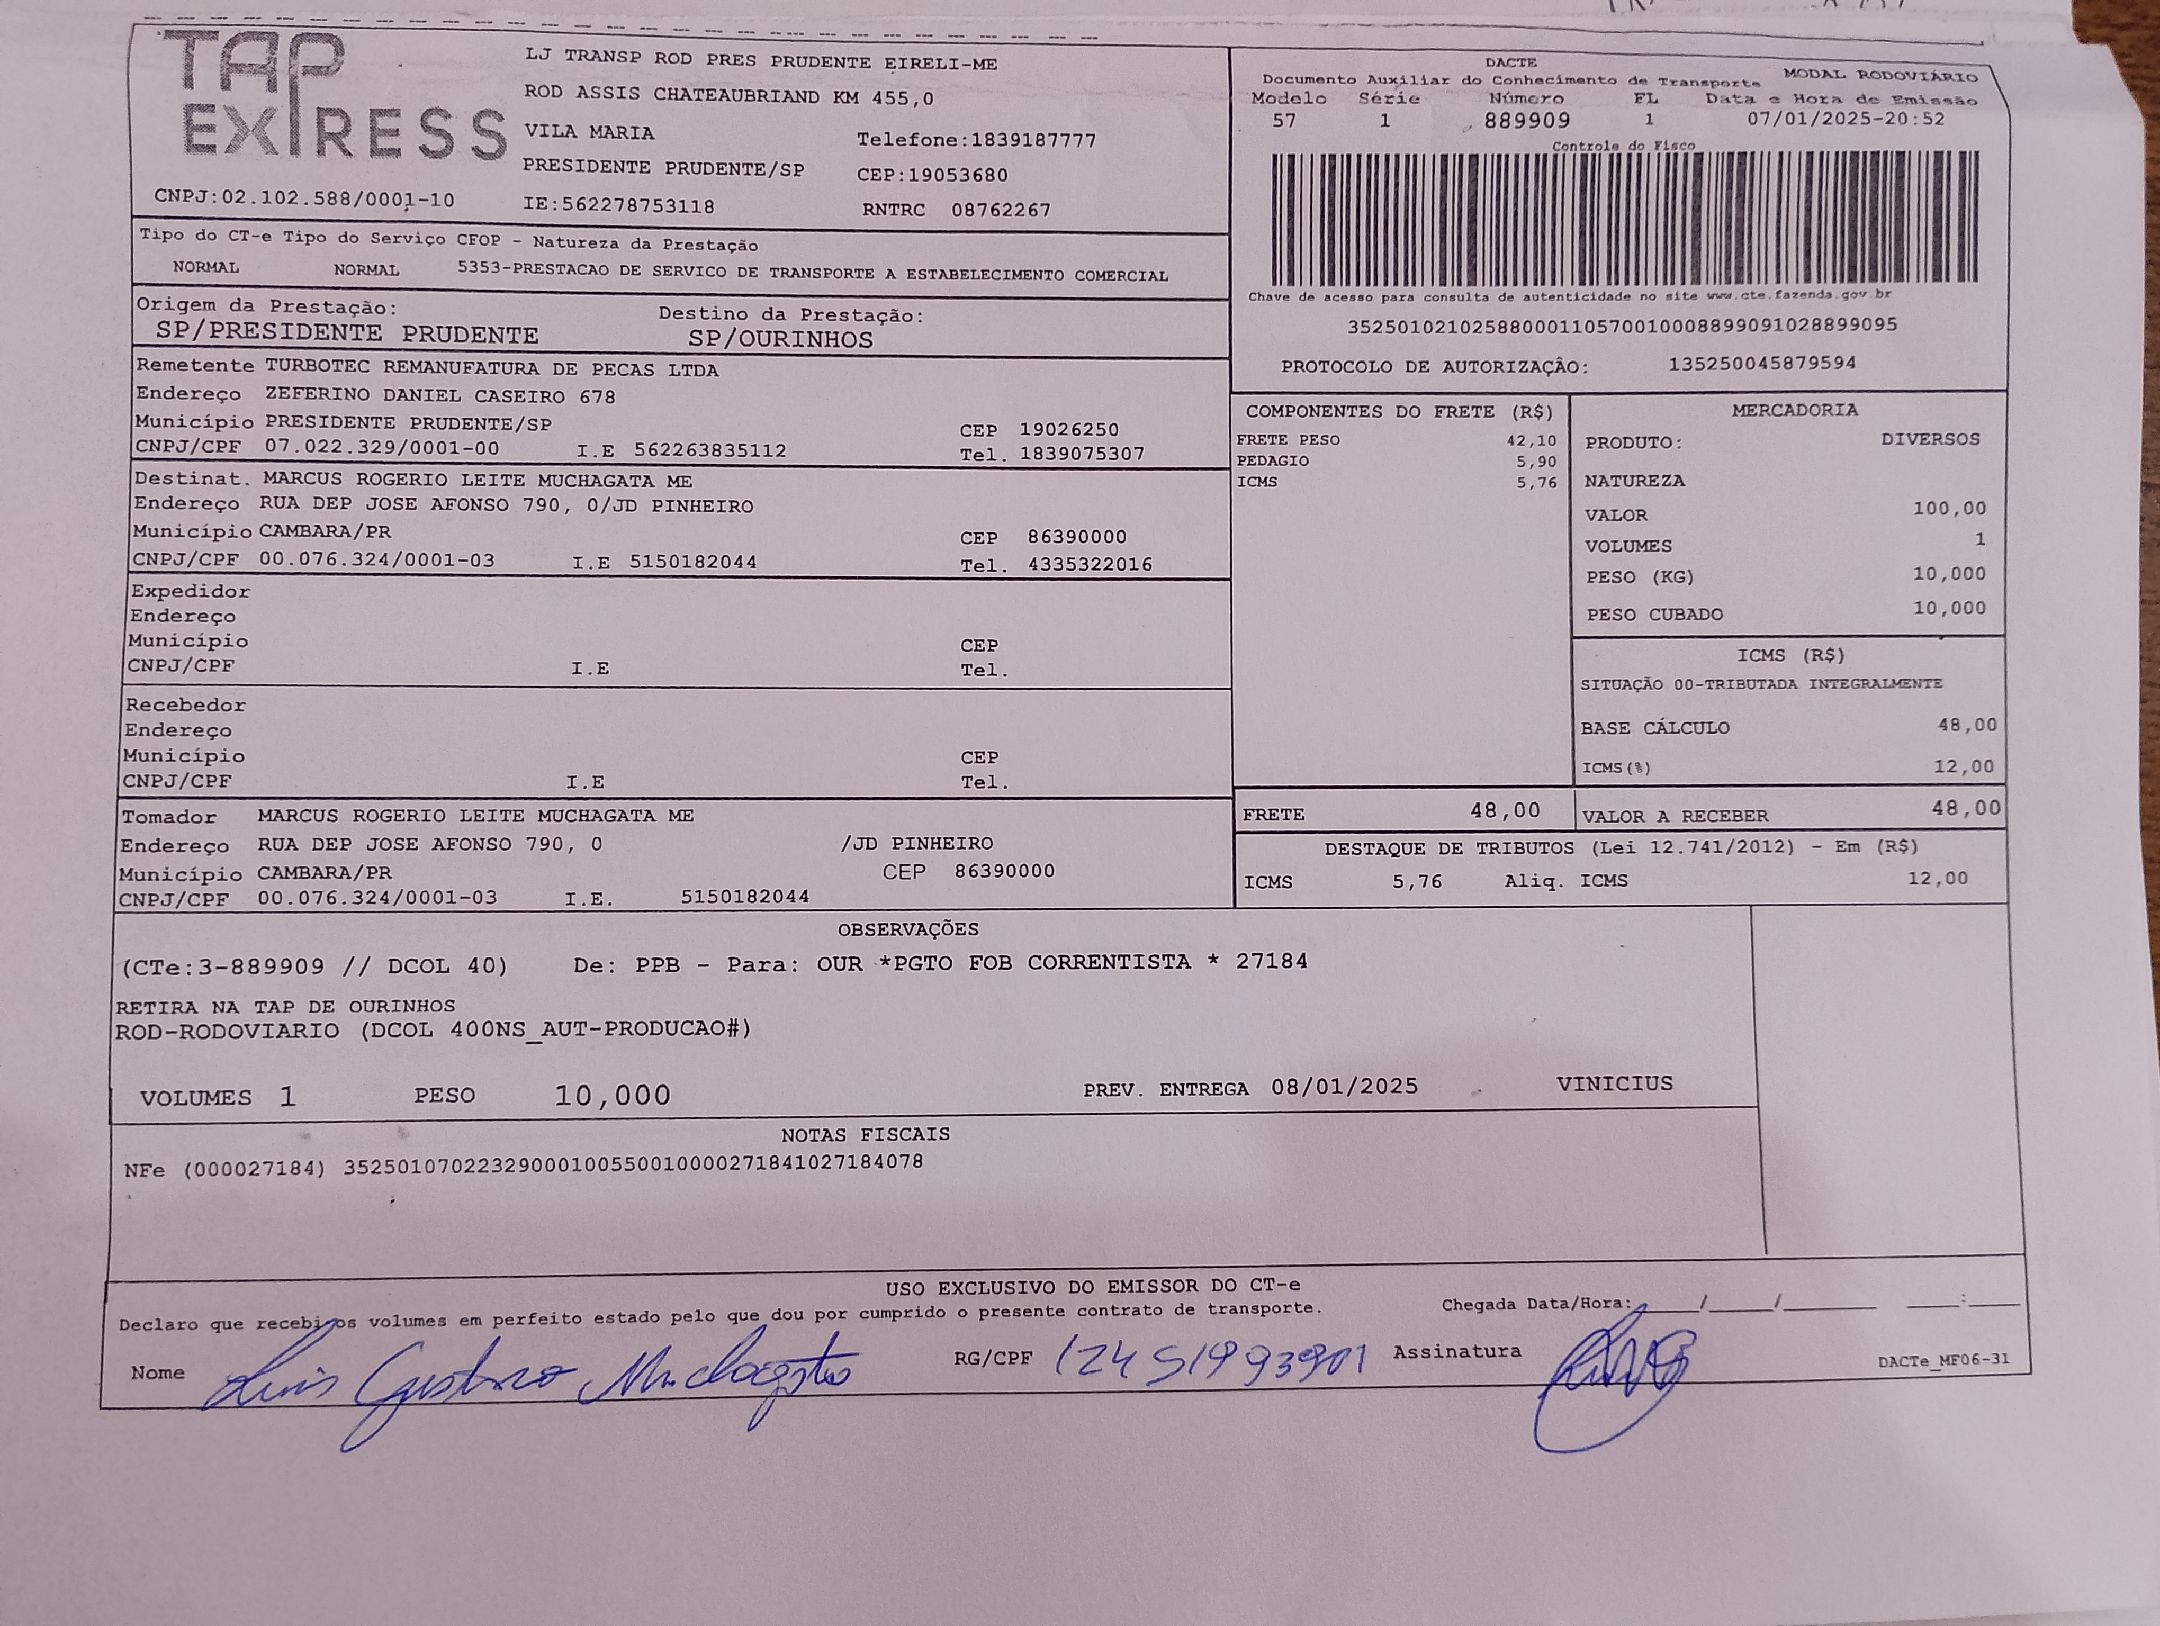 TAP EXPRESS
LJ TRANSP ROD PRES PRUDENTE EIRELI-ME
ROD ASSIS CHATEAUBRIAND KM 455,0
VILA MARIA Telefone:1839187777
PRESIDENTE PRUDENTE/SP CEP:19053680
CNPJ:02.102.588/0001-10 IE:562278753118 RNTRC 08762267
DACTE
Documento Auxiliar do Conhecimento de Transporte MODAL RODOVIÁRIO
Modelo Série Número FL Data e Hora de Emissão
57 1 889909 1 07/01/2025-20:52
Controle do Fisco
Chave de acesso para consulta de autenticidade no site www.cte.fazenda.gov.br
35250102102588000110570010008899091028899095
PROTOCOLO DE AUTORIZAÇÂO: 135250045879594
Tipo do CT-e Tipo do Serviço CFOP - Natureza da Prestação
NORMAL NORMAL 5353-PRESTACAO DE SERVICO DE TRANSPORTE A ESTABELECIMENTO COMERCIAL
Origem da Prestação: Destino da Prestação:
SP/PRESIDENTE PRUDENTE SP/OURINHOS
Remetente TURBOTEC REMANUFATURA DE PECAS LTDA
Endereço ZEFERINO DANIEL CASEIRO 678
Município PRESIDENTE PRUDENTE/SP CEP 19026250
CNPJ/CPF 07.022.329/0001-00 I.E 562263835112 Tel. 1839075307
Destinat. MARCUS ROGERIO LEITE MUCHAGATA ME
Endereço RUA DEP JOSE AFONSO 790, 0/JD PINHEIRO
Município CAMBARA/PR CEP 86390000
CNPJ/CPF 00.076.324/0001-03 I.E 5150182044 Tel. 4335322016
Expedidor
Endereço
Município CEP
CNPJ/CPF I.E Tel.
Recebedor
Endereço
Município CEP
CNPJ/CPF I.E Tel.
Tomador MARCUS ROGERIO LEITE MUCHAGATA ME
Endereço RUA DEP JOSE AFONSO 790, 0 /JD PINHEIRO
Município CAMBARA/PR CEP 86390000
CNPJ/CPF 00.076.324/0001-03 I.E. 5150182044
COMPONENTES DO FRETE (R$)
FRETE PESO 42,10
PEDAGIO 5,90
ICMS 5,76
MERCADORIA
PRODUTO: DIVERSOS
NATUREZA
VALOR 100,00
VOLUMES 1
PESO (KG) 10,000
PESO CUBADO 10,000
ICMS (R$)
SITUAÇÃO 00-TRIBUTADA INTEGRALMENTE
BASE CÁLCULO 48,00
ICMS(%) 12,00
FRETE 48,00 VALOR A RECEBER 48,00
DESTAQUE DE TRIBUTOS (Lei 12.741/2012) - Em (R$)
ICMS 5,76 Aliq. ICMS 12,00
OBSERVAÇÕES
(CTe:3-889909 // DCOL 40) De: PPB - Para: OUR *PGTO FOB CORRENTISTA * 27184
RETIRA NA TAP DE OURINHOS
ROD-RODOVIARIO (DCOL 400NS_AUT-PRODUCAO#)
VOLUMES 1 PESO 10,000 PREV. ENTREGA 08/01/2025 VINICIUS
NOTAS FISCAIS
NFe (000027184) 35250107022329000100550010000271841027184078
USO EXCLUSIVO DO EMISSOR DO CT-e
Declaro que recebi os volumes em perfeito estado pelo que dou por cumprido o presente contrato de transporte. Chegada Data/Hora:____/____/______ ___:___
Nome Luis Gustavo Muchagata RG/CPF 12451993901 Assinatura DACTe_MF06-31